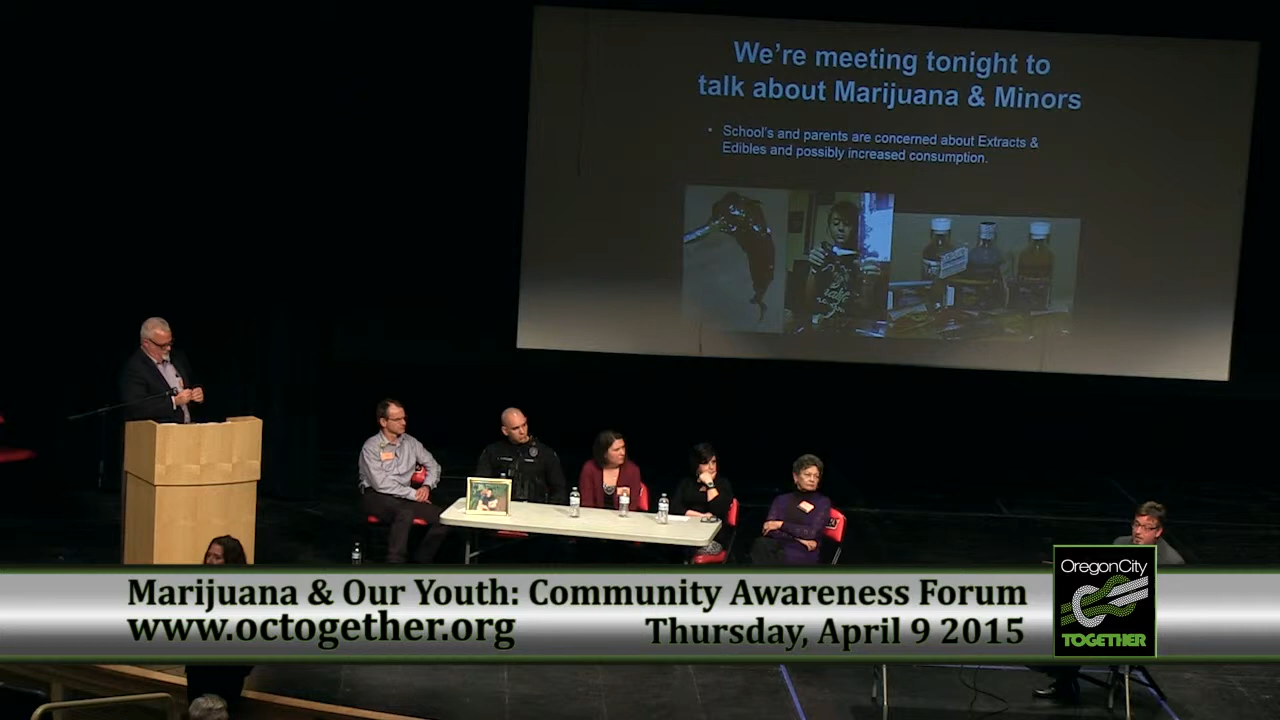 We're meeting tonight to
talk about Marijuana & Minors
• School's and parents are concerned about Extracts &
Edibles and possibly increased consumption.
Marijuana & Our Youth: Community Awareness Forum
www.octogether.org
Thursday, April 9 2015
OregonCity
TOGETHER